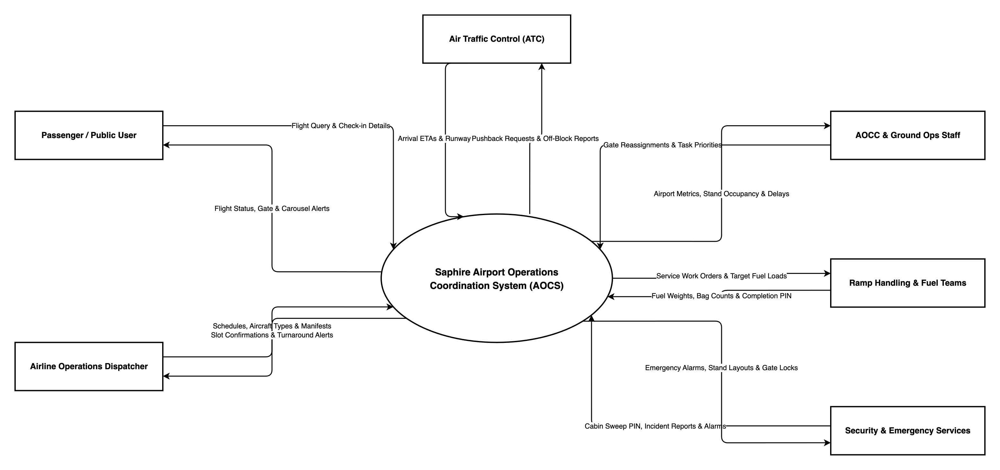 Air Traffic Control (ATC)
Passenger / Public User
Flight Query & Check-in Details
Arrival ETAs & Runway
Pushback Requests & Off-Block Reports
Gate Reassignments & Task Priorities
AOCC & Ground Ops Staff
Airport Metrics, Stand Occupancy & Delays
Flight Status, Gate & Carousel Alerts
Saphire Airport Operations
Coordination System (AOCS)
Service Work Orders & Target Fuel Loads
Ramp Handling & Fuel Teams
Fuel Weights, Bag Counts & Completion PIN
Schedules, Aircraft Types & Manifests
Slot Confirmations & Turnaround Alerts
Airline Operations Dispatcher
Emergency Alarms, Stand Layouts & Gate Locks
Cabin Sweep PIN, Incident Reports & Alarms
Security & Emergency Services